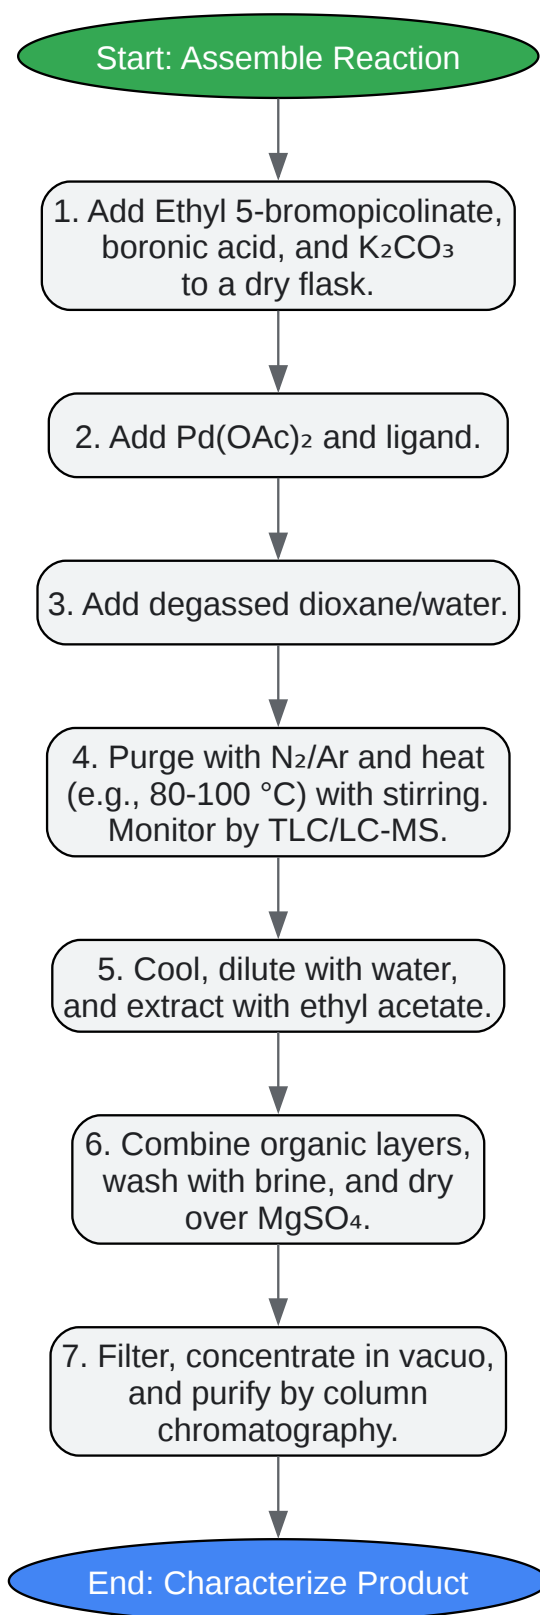 Start: Assemble Reaction
1. Add Ethyl 5-bromopicolinate,
boronic acid, and K₂CO₃
to a dry flask.
2. Add Pd(OAc)₂ and ligand.
3. Add degassed dioxane/water.
4. Purge with N₂/Ar and heat
(e.g., 80-100 °C) with stirring.
Monitor by TLC/LC-MS.
5. Cool, dilute with water,
and extract with ethyl acetate.
6. Combine organic layers,
wash with brine, and dry
over MgSO₄.
7. Filter, concentrate in vacuo,
and purify by column
chromatography.
End: Characterize Product